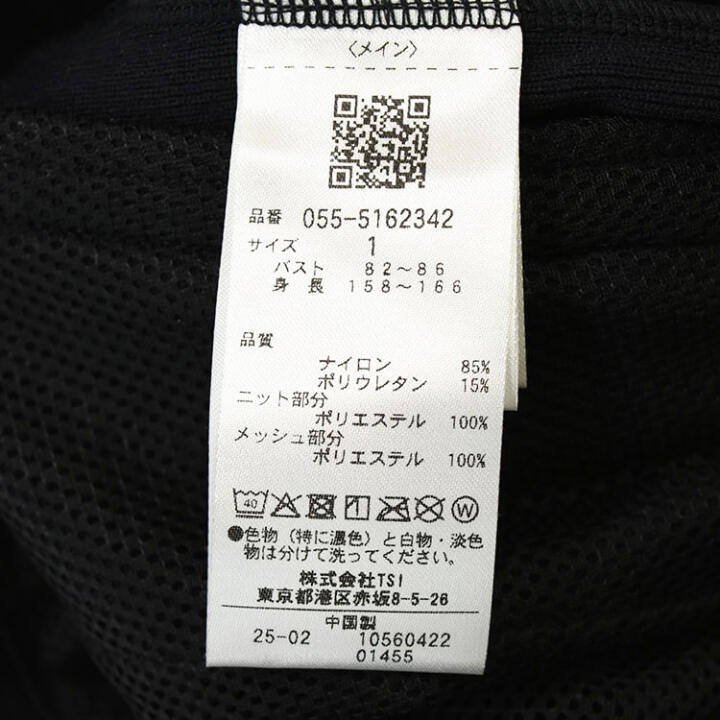 〈メイン〉
品番 055-5162342
サイズ 1
バスト 82～86
身長 158～166
品質
ナイロン 85%
ポリウレタン 15%
ニット部分
ポリエステル 100%
メッシュ部分
ポリエステル 100%
40 W
●色物（特に濃色）と白物・淡色
物は分けて洗ってください。
株式会社TSI
東京都港区赤坂8-5-26
中国製
25-02 10560422
01455